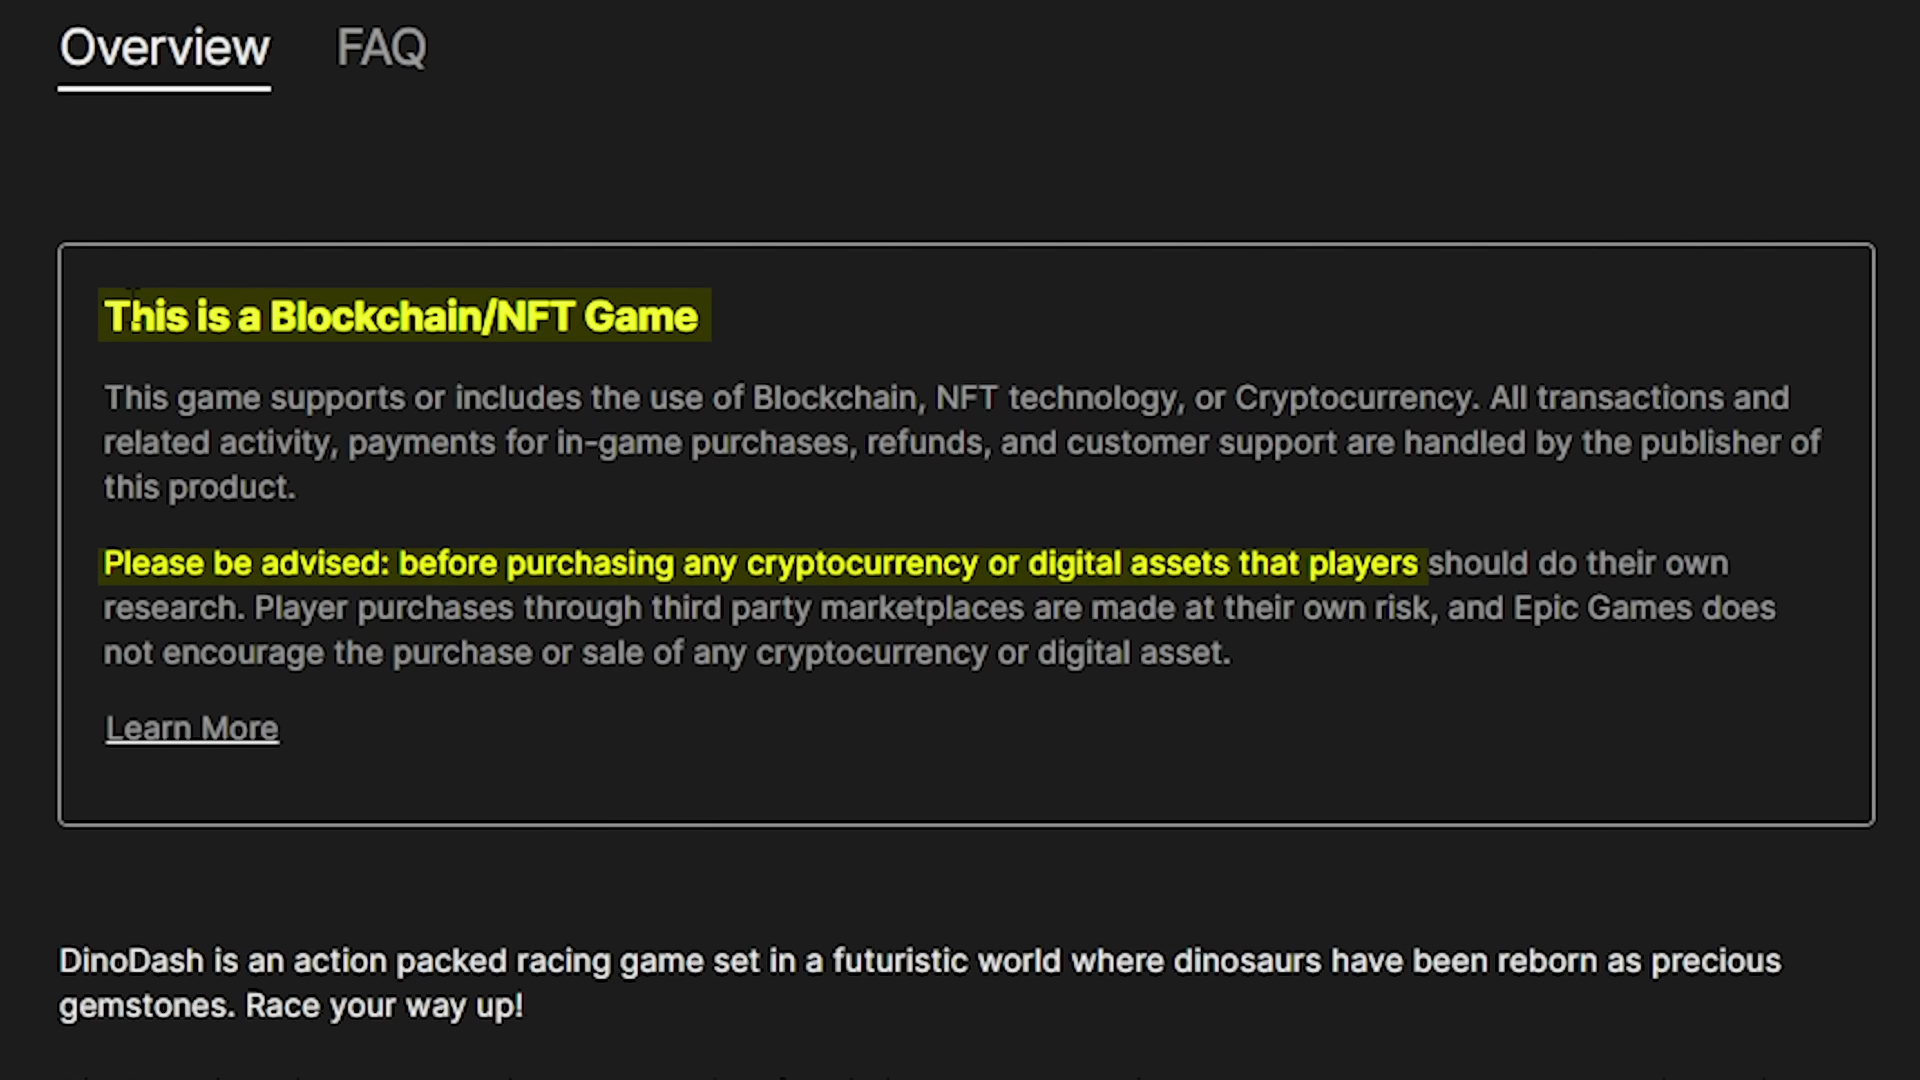 Overview FAQ
This is a Blockchain/NFT Game
This game supports or includes the use of Blockchain, NFT technology, or Cryptocurrency. All transactions and
related activity, payments for in-game purchases, refunds, and customer support are handled by the publisher of
this product.
Please be advised: before purchasing any cryptocurrency or digital assets that players should do their own
research. Player purchases through third party marketplaces are made at their own risk, and Epic Games does
not encourage the purchase or sale of any cryptocurrency or digital asset.
Learn More
DinoDash is an action packed racing game set in a futuristic world where dinosaurs have been reborn as precious
gemstones. Race your way up!